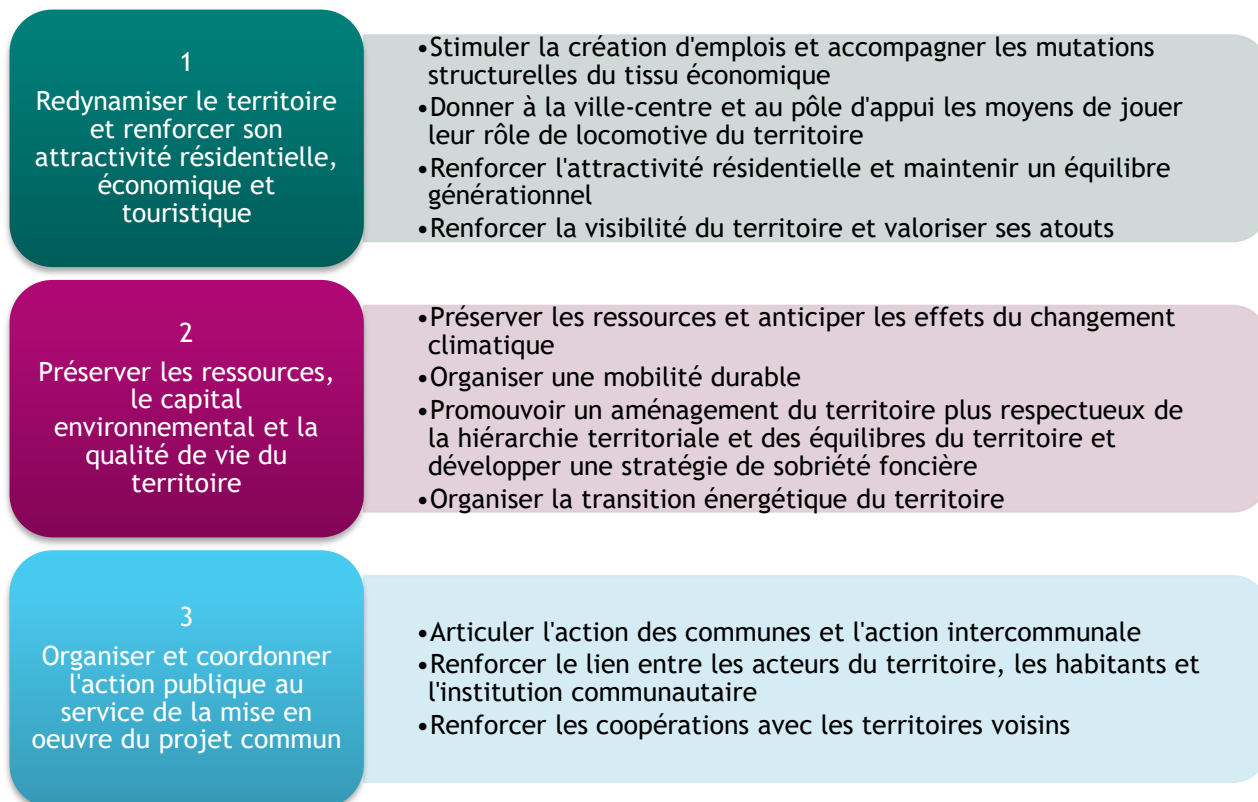 1
Redynamiser le territoire
et renforcer son
attractivité résidentielle,
économique et
touristique
•Stimuler la création d'emplois et accompagner les mutations
structurelles du tissu économique
•Donner à la ville-centre et au pôle d'appui les moyens de jouer
leur rôle de locomotive du territoire
•Renforcer l'attractivité résidentielle et maintenir un équilibre
générationnel
•Renforcer la visibilité du territoire et valoriser ses atouts
2
Préserver les ressources,
le capital
environnemental et la
qualité de vie du
territoire
•Préserver les ressources et anticiper les effets du changement
climatique
•Organiser une mobilité durable
•Promouvoir un aménagement du territoire plus respectueux de
la hiérarchie territoriale et des équilibres du territoire et
développer une stratégie de sobriété foncière
•Organiser la transition énergétique du territoire
3
Organiser et coordonner
l'action publique au
service de la mise en
oeuvre du projet commun
•Articuler l'action des communes et l'action intercommunale
•Renforcer le lien entre les acteurs du territoire, les habitants et
l'institution communautaire
•Renforcer les coopérations avec les territoires voisins